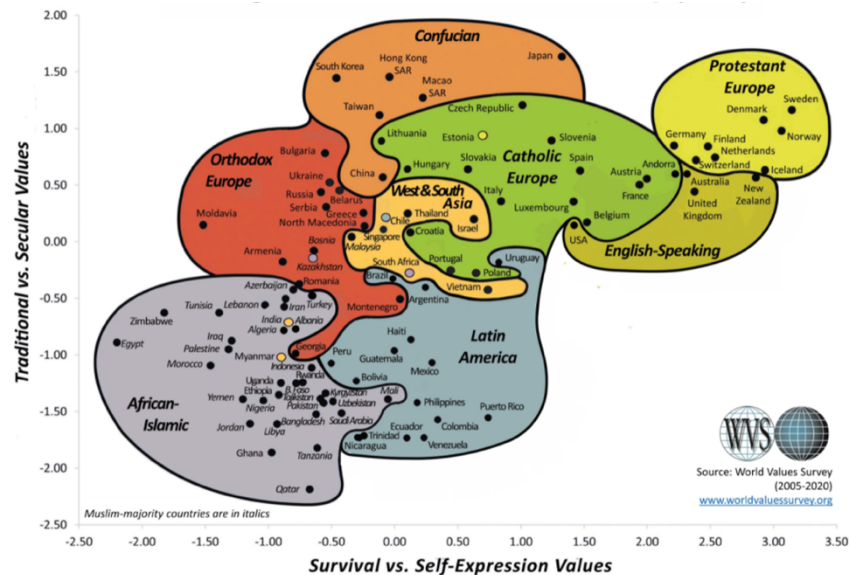 2.00
1.50
1.00
0.50
0.00
-0.50
-1.00
-1.50
-2.00
-2.50
Traditional vs. Secular Values
Confucian
Japan
Hong Kong
SAR
South Korea
Macao
SAR
Taiwan
Protestant
Europe
Sweden
Denmark
Norway
Germany
Finland
Netherlands
Switzerland
Iceland
Andorra
Czech Republic
Lithuania
Estonia
Slovenia
Hungary
Slovakia
Catholic
Europe
Spain
Austria
France
Italy
Luxembourg
Belgium
Orthodox
Europe
Bulgaria
China
Ukraine
Russia
Belarus
Serbia
Greece
North Macedonia
Moldavia
Bosnia
Armenia
Kazakhstan
Romania
West & South
Asia
Thailand
Chile
Israel
Singapore
Croatia
Malaysia
South Africa
Portugal
Poland
Uruguay
Brazil
Vietnam
Australia
United
Kingdom
New
Zealand
USA
English-Speaking
Azerbaijan
Tunisia
Lebanon
Iran
Turkey
Montenegro
Argentina
Zimbabwe
India
Albania
Algeria
Egypt
Iraq
Palestine
Georgia
Myanmar
Morocco
Indonesia
Rwanda
Peru
Haiti
Guatemala
Mexico
Latin
America
Bolivia
Uganda
Ethiopia
B. Faso
Kyrgyzstan
Mali
Yemen
Tajikistan
Nigeria
Pakistan
Uzbekistan
Philippines
Puerto Rico
African-
Islamic
Jordan
Libya
Bangladesh
Saudi Arabia
Ecuador
Colombia
Trinidad
Nicaragua
Venezuela
Ghana
Tanzania
Qatar
Muslim-majority countries are in italics
WVS
Source: World Values Survey
(2005-2020)
www.worldvaluessurvey.org
-2.50 -2.00 -1.50 -1.00 -0.50 0.00 0.50 1.00 1.50 2.00 2.50 3.00 3.50
Survival vs. Self-Expression Values